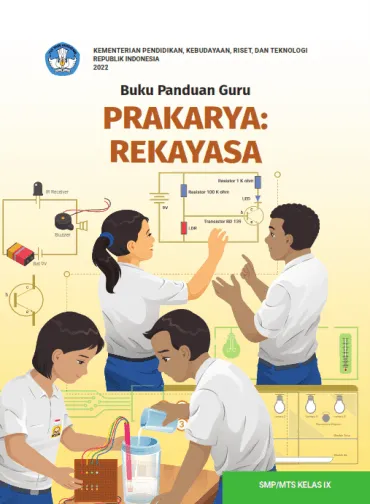 KEMENTERIAN PENDIDIKAN, KEBUDAYAAN, RISET, DAN TEKNOLOGI
REPUBLIK INDONESIA
2022
Buku Panduan Guru
PRAKARYA:
REKAYASA
IR Receiver
Buzzer
Bat 9V
Resistor 1 K ohm
Resistor 100 K ohm
LED
9V
Transistor BD 139
LDR
3
SMP/MTS KELAS IX